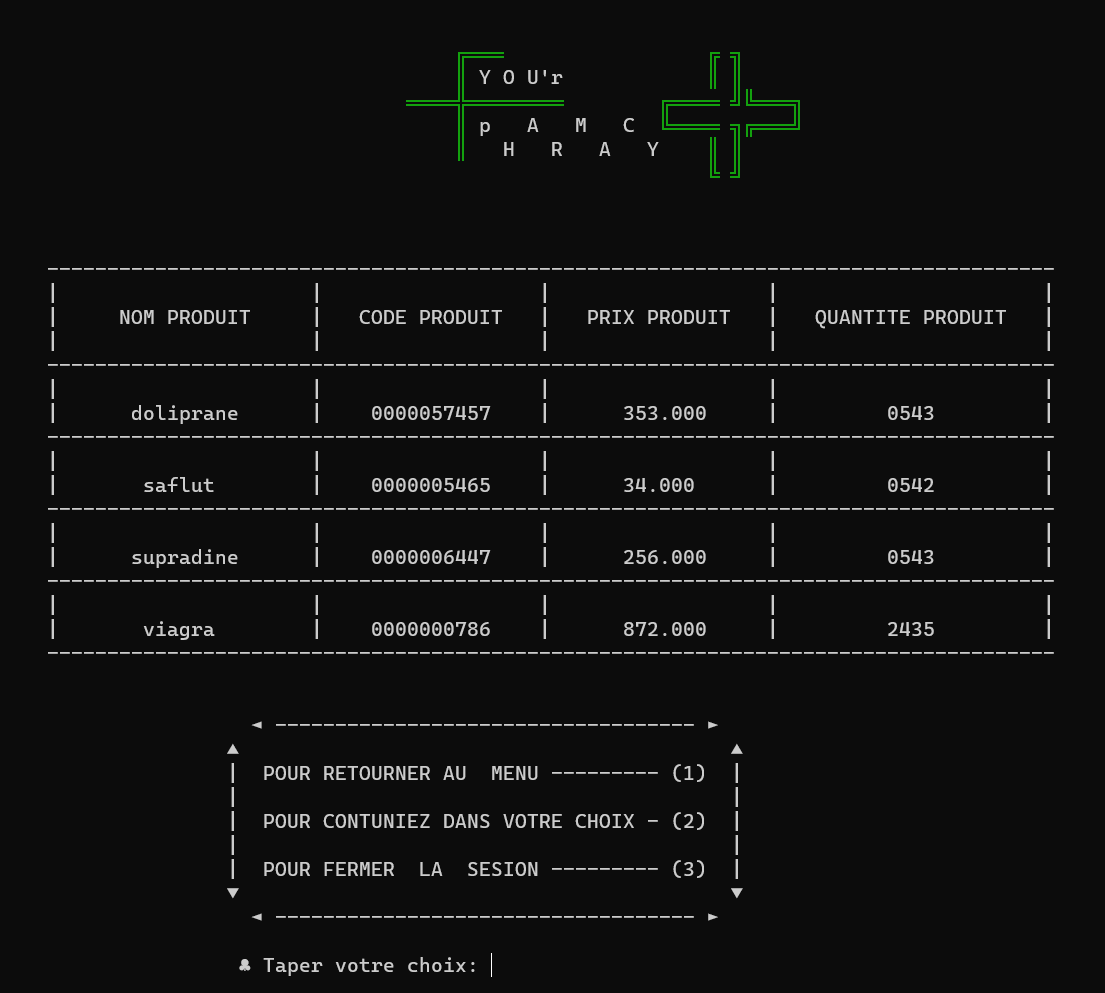 Y O U'r
p A M C
H R A Y
NOM PRODUIT | CODE PRODUIT | PRIX PRODUIT | QUANTITE PRODUIT
doliprane | 0000057457 | 353.000 | 0543
saflut | 0000005465 | 34.000 | 0542
supradine | 0000006447 | 256.000 | 0543
viagra | 0000000786 | 872.000 | 2435
POUR RETOURNER AU  MENU --------- (1)
POUR CONTUNIEZ DANS VOTRE CHOIX - (2)
POUR FERMER  LA  SESION --------- (3)
♣ Taper votre choix: